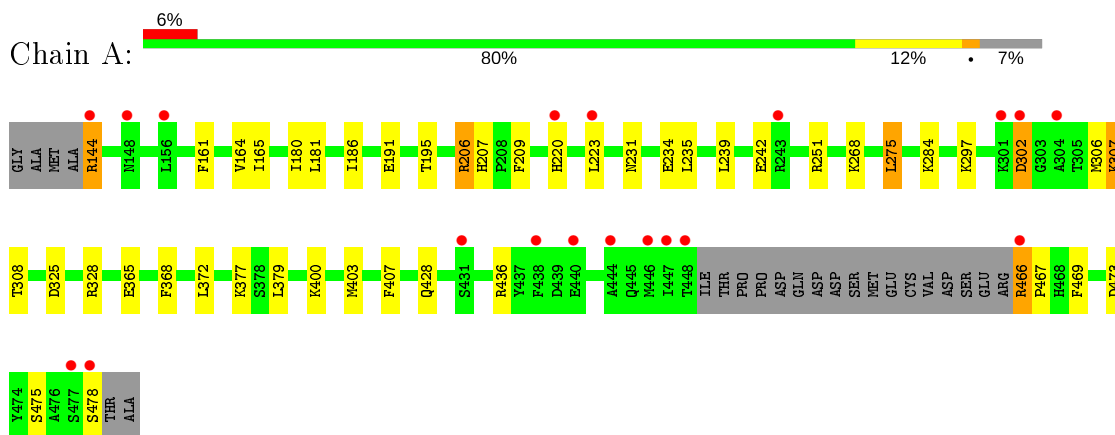 6%
Chain A:
80% 12% • 7%
GLY ALA MET ALA R144 N148 L156 F161 V164 I165 I180 L181 I186 E191 T195 R206 H207 P208 F209 H220 L223 N231 E234 L235 L239 E242 R243 R251 K268 L275 K284 K297 K301 D302 G303 A304 T305 M306 K307
T308 D325 R328 E365 F368 L372 K377 S378 L379 K400 M403 F407 Q428 S431 R436 Y437 F438 D439 E440 A444 Q445 M446 I447 T448 ILE THR PRO PRO ASP GLN ASP ASP SER MET GLU CYS VAL ASP SER GLU ARG R466 P467 H468 F469 D473
Y474 S475 A476 S477 S478 THR ALA